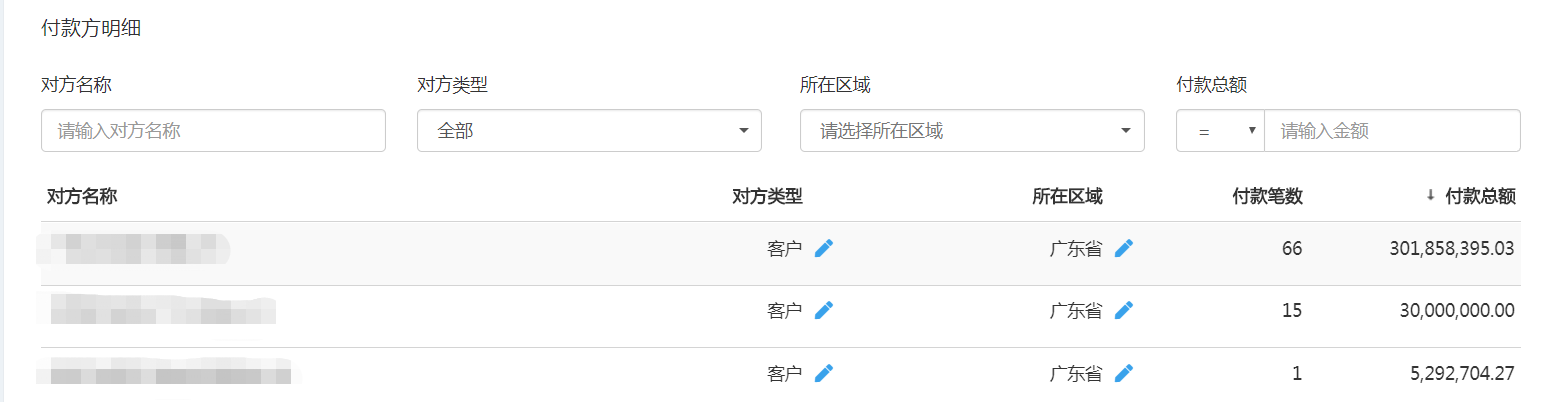 付款方明细
对方名称 对方类型 所在区域 付款总额
请输入对方名称 全部 请选择所在区域 = 请输入金额
对方名称 对方类型 所在区域 付款笔数 ↓ 付款总额
客户 广东省 66 301,858,395.03
客户 广东省 15 30,000,000.00
客户 广东省 1 5,292,704.27